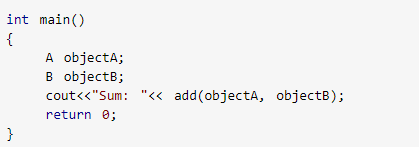 int main()
{
     A objectA;
     B objectB;
     cout<<"Sum: "<< add(objectA, objectB);
     return 0;
}